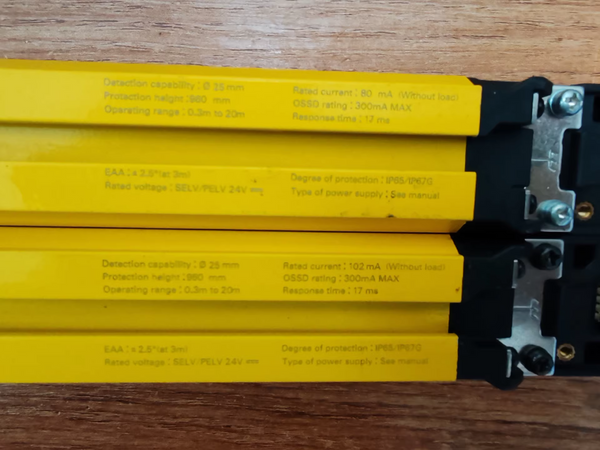 Detection capability : Ø 25 mm
Protection height : 960 mm
Operating range : 0.3m to 20m
Rated current : 80 mA (Without load)
OSSD rating : 300mA MAX
Response time : 17 ms
EAA : ± 2.5°(at 3m)
Rated voltage : SELV/PELV 24V
Degree of protection : IP65/IP67G
Type of power supply : See manual
Detection capability : Ø 25 mm
Protection height : 960 mm
Operating range : 0.3m to 20m
Rated current : 102 mA (Without load)
OSSD rating : 300mA MAX
Response time : 17 ms
EAA : ± 2.5°(at 3m)
Rated voltage : SELV/PELV 24V
Degree of protection : IP65/IP67G
Type of power supply : See manual